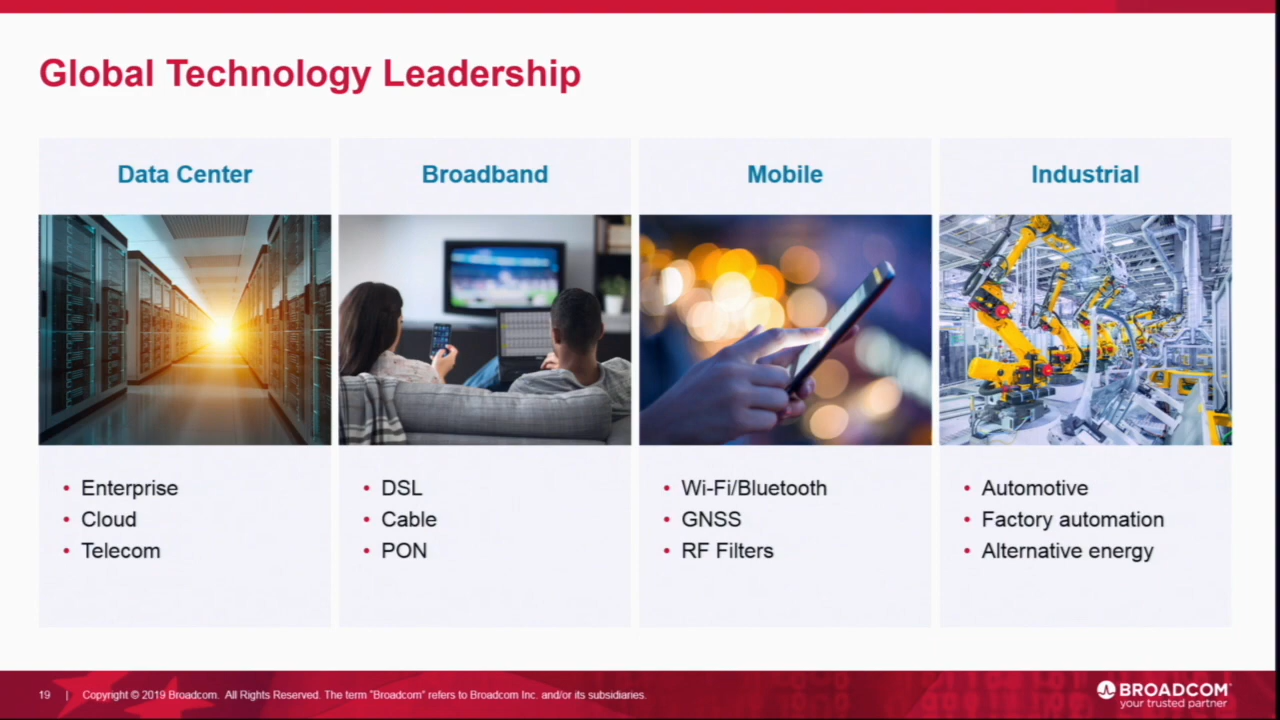 Global Technology Leadership
Data Center
• Enterprise
• Cloud
• Telecom
Broadband
• DSL
• Cable
• PON
Mobile
• Wi-Fi/Bluetooth
• GNSS
• RF Filters
Industrial
• Automotive
• Factory automation
• Alternative energy
19 | Copyright © 2019 Broadcom. All Rights Reserved. The term "Broadcom" refers to Broadcom Inc. and/or its subsidiaries.
BROADCOM
your trusted partner